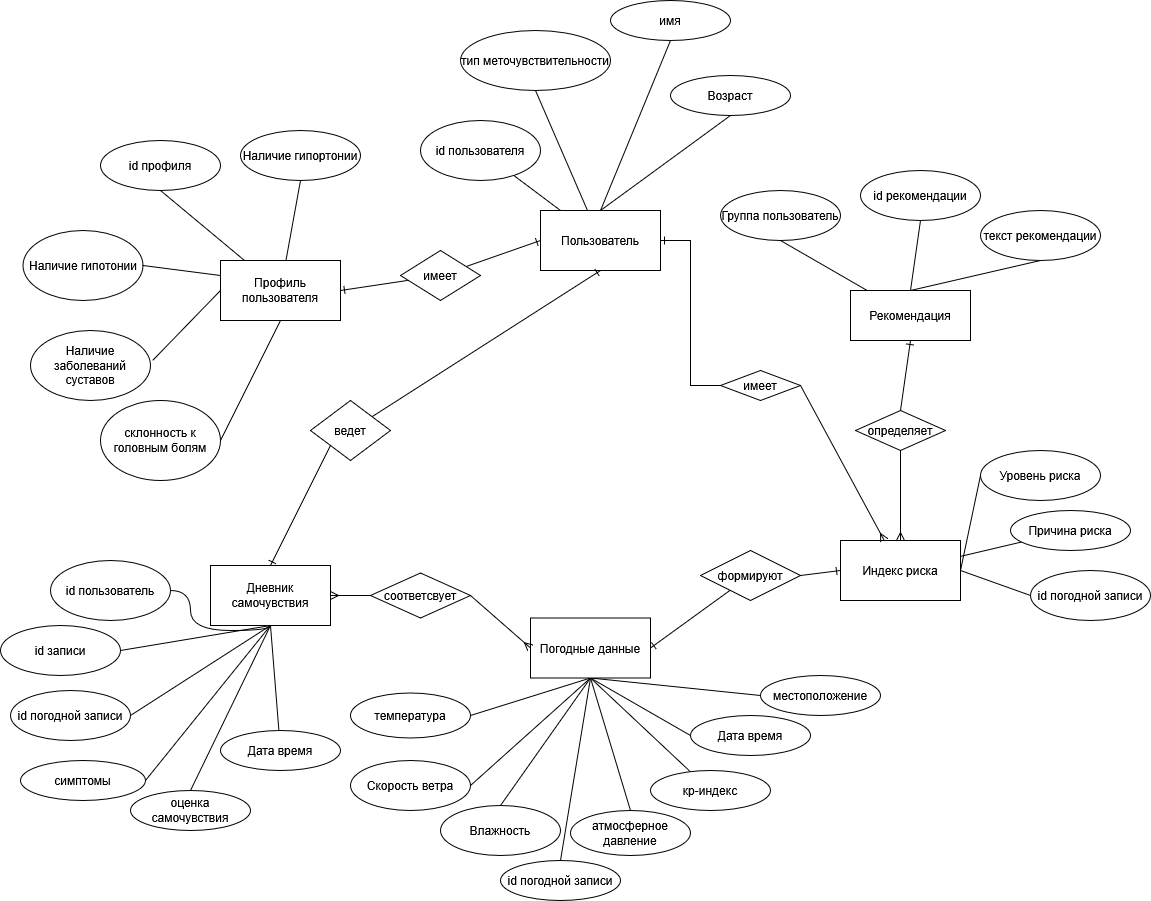 имя
тип меточувствительности
Возраст
id пользователя
Наличие гипортонии
id профиля
Группа пользователь
id рекомендации
текст рекомендации
Пользователь
Наличие гипотонии
Профиль
пользователя
имеет
Рекомендация
Наличие
заболеваний
суставов
имеет
склонность к
головным болям
ведет
определяет
Уровень риска
Причина риска
Индекс риска
id погодной записи
формируют
соответсвует
Дневник
самочувствия
id пользователь
id записи
id погодной записи
симптомы
оценка
самочувствия
Дата время
Погодные данные
температура
Скорость ветра
Влажность
id погодной записи
атмосферное
давление
кр-индекс
Дата время
местоположение